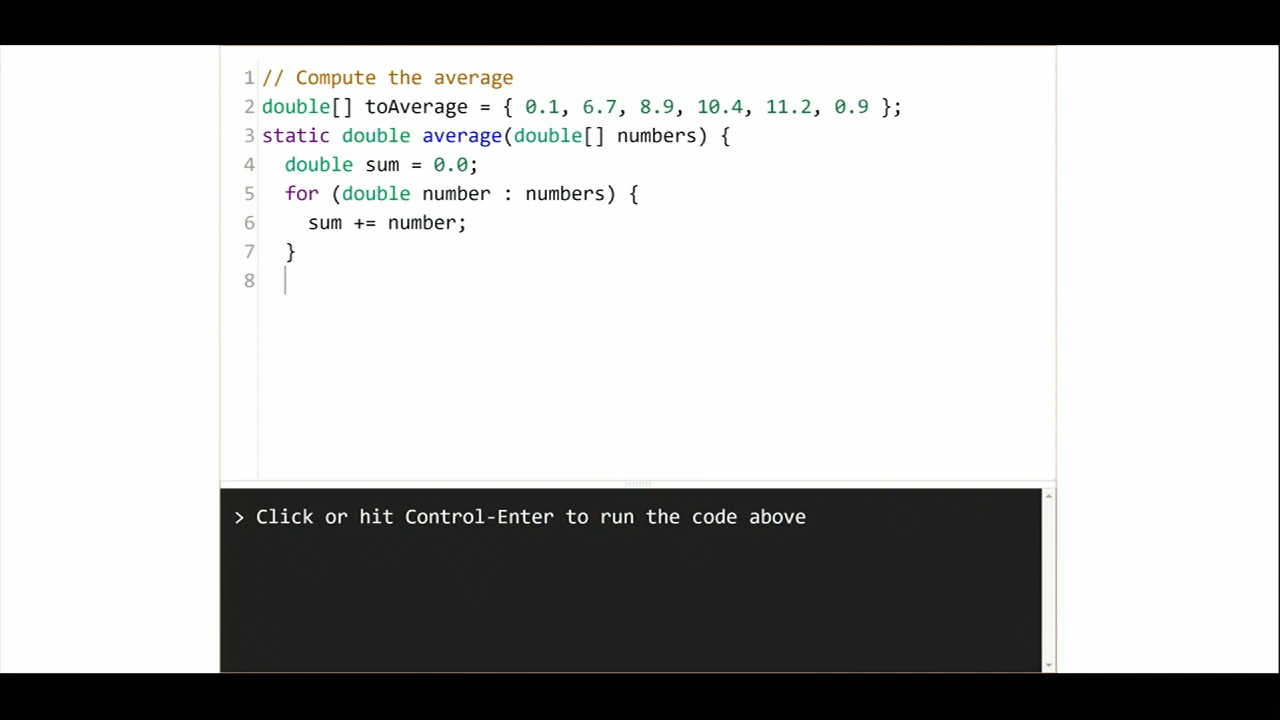 1 // Compute the average
2 double[] toAverage = { 0.1, 6.7, 8.9, 10.4, 11.2, 0.9 };
3 static double average(double[] numbers) {
4   double sum = 0.0;
5   for (double number : numbers) {
6     sum += number;
7   }
8
> Click or hit Control-Enter to run the code above